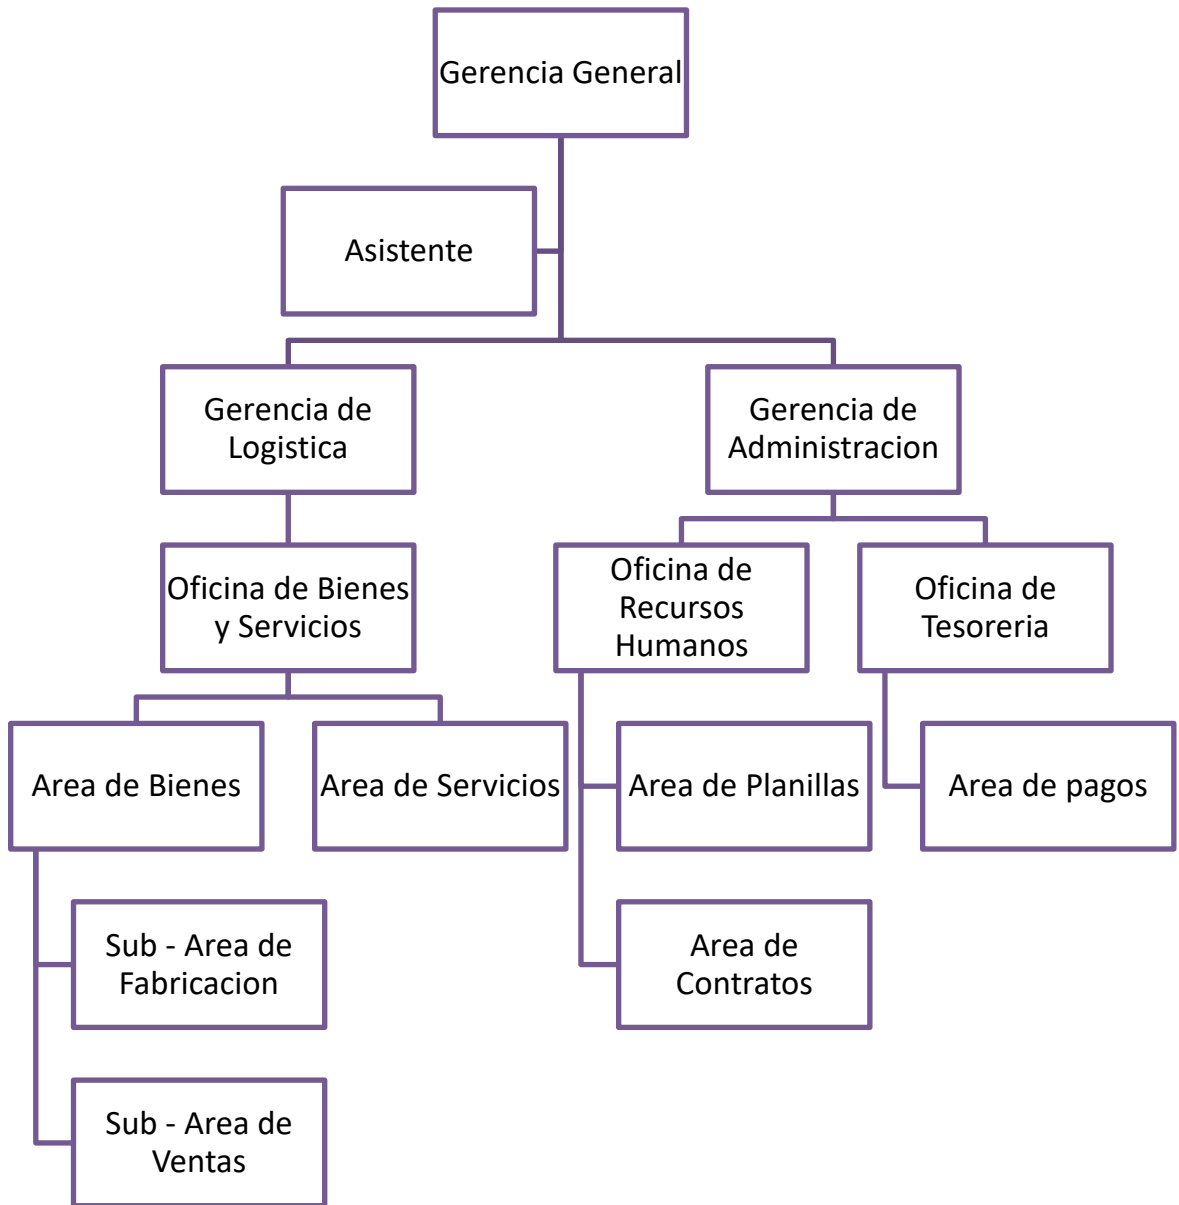 Gerencia General
Asistente
Gerencia de
Logistica
Gerencia de
Administracion
Oficina de Bienes
y Servicios
Oficina de
Recursos
Humanos
Oficina de
Tesoreria
Area de Bienes
Area de Servicios
Area de Planillas
Area de pagos
Sub - Area de
Fabricacion
Area de
Contratos
Sub - Area de
Ventas